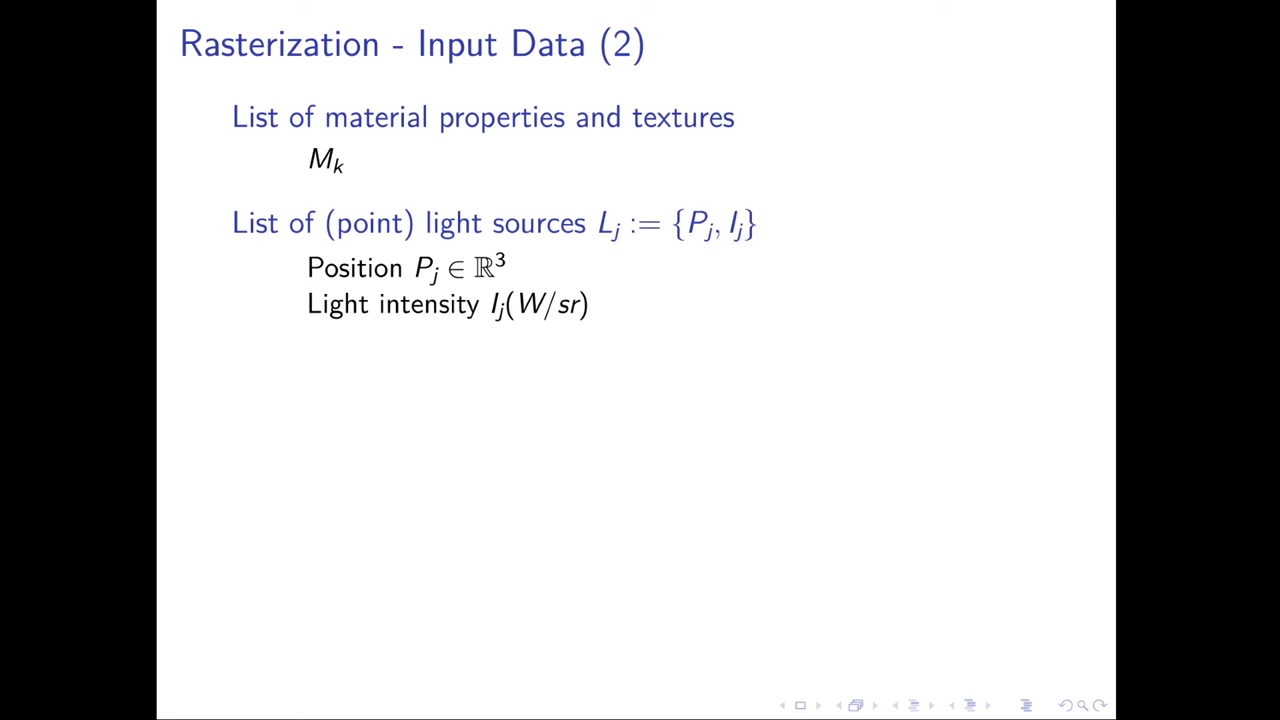 Rasterization - Input Data (2)
List of material properties and textures
M_k
List of (point) light sources L_j := {P_j, I_j}
Position P_j ∈ ℝ³
Light intensity I_j(W/sr)